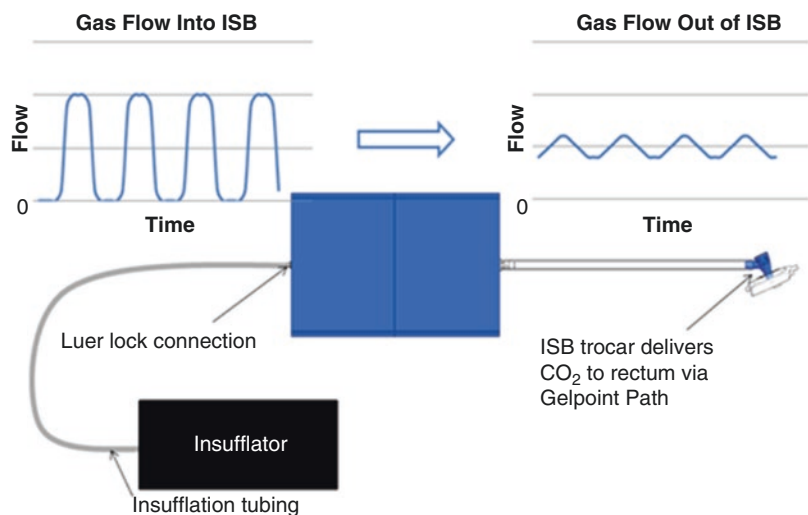 Gas Flow Into ISB
Flow
0
Time
Gas Flow Out of ISB
Flow
0
Time
Luer lock connection
ISB trocar delivers
CO₂ to rectum via
Gelpoint Path
Insufflator
Insufflation tubing